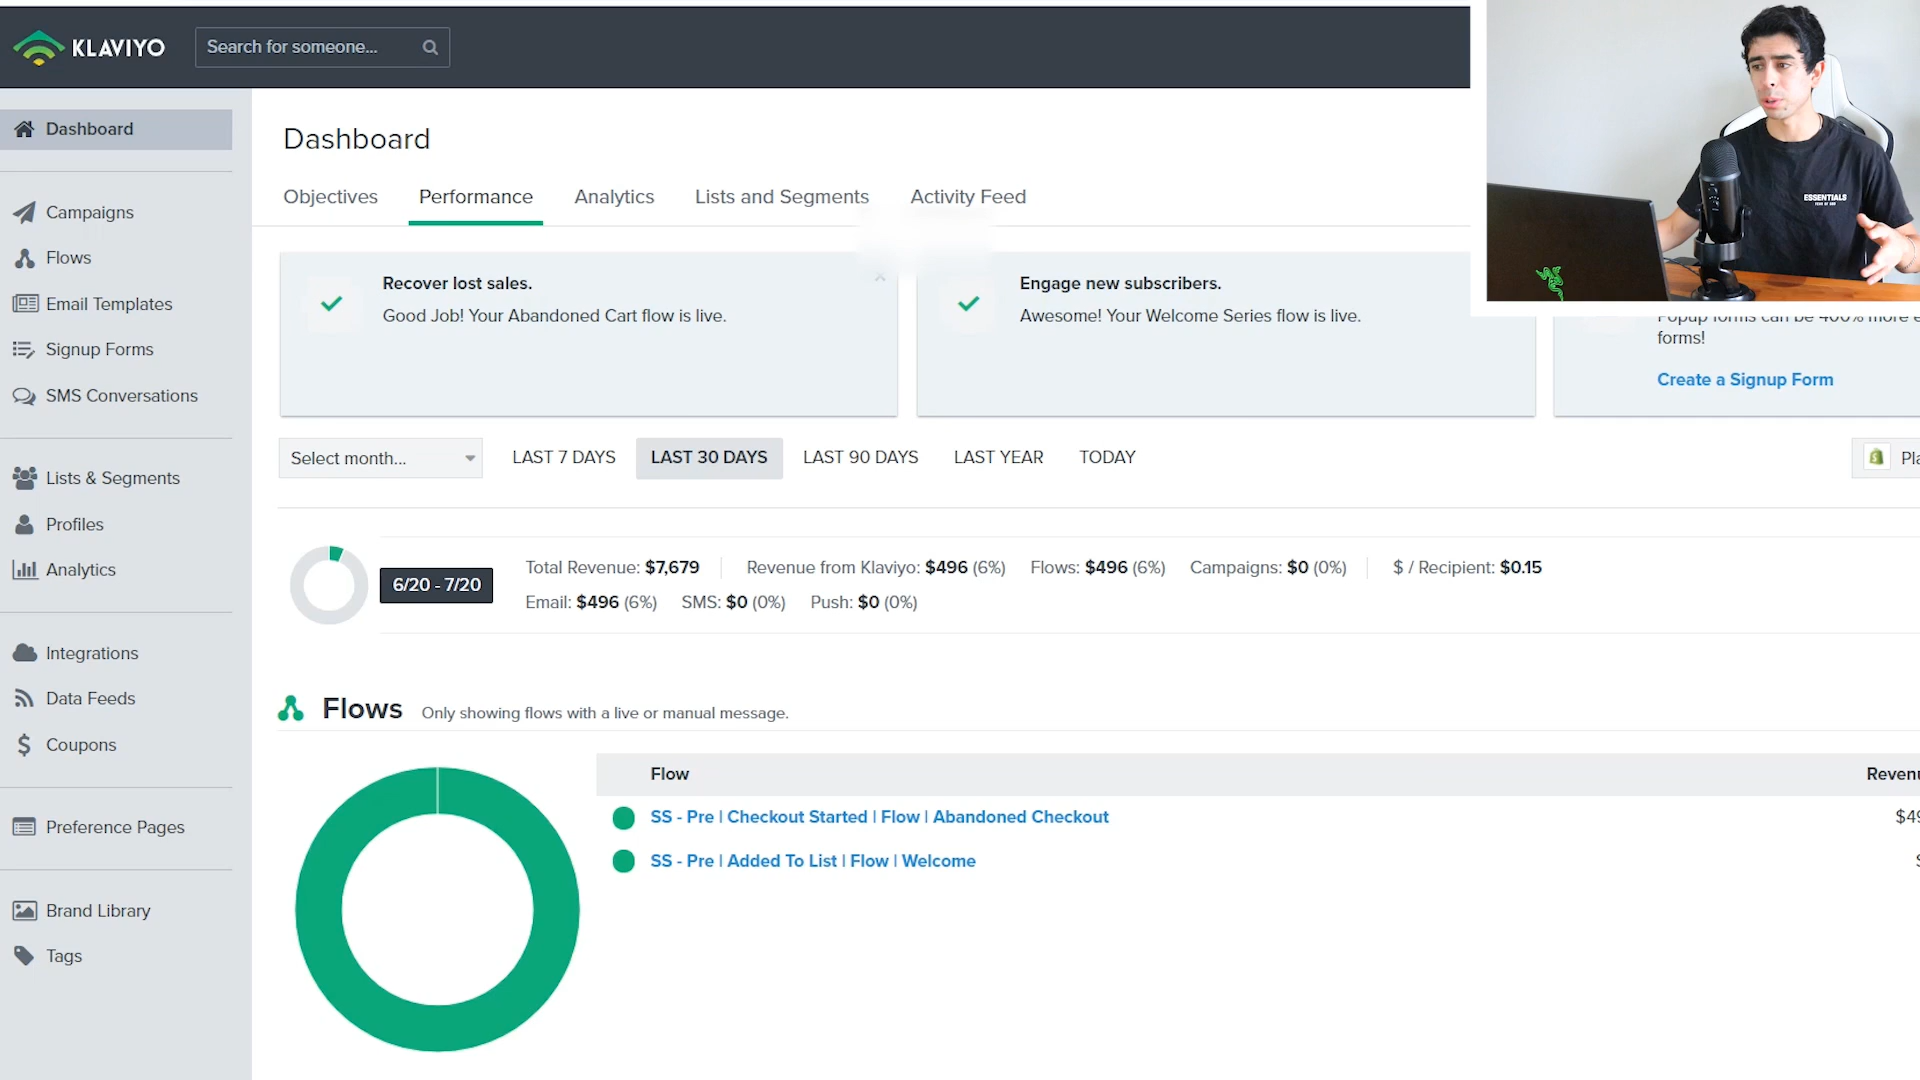 KLAVIYO
Search for someone...
Dashboard
Campaigns
Flows
Email Templates
Signup Forms
SMS Conversations
Lists & Segments
Profiles
Analytics
Integrations
Data Feeds
Coupons
Preference Pages
Brand Library
Tags
Dashboard
Objectives Performance Analytics Lists and Segments Activity Feed
Recover lost sales.
Good Job! Your Abandoned Cart flow is live.
Engage new subscribers.
Awesome! Your Welcome Series flow is live.
Popup forms can be 400% more
forms!
Create a Signup Form
ESSENTIALS
Select month... LAST 7 DAYS LAST 30 DAYS LAST 90 DAYS LAST YEAR TODAY
6/20 - 7/20
Total Revenue: $7,679 Revenue from Klaviyo: $496 (6%) Flows: $496 (6%) Campaigns: $0 (0%) $ / Recipient: $0.15
Email: $496 (6%) SMS: $0 (0%) Push: $0 (0%)
Flows Only showing flows with a live or manual message.
Flow
SS - Pre | Checkout Started | Flow | Abandoned Checkout
SS - Pre | Added To List | Flow | Welcome